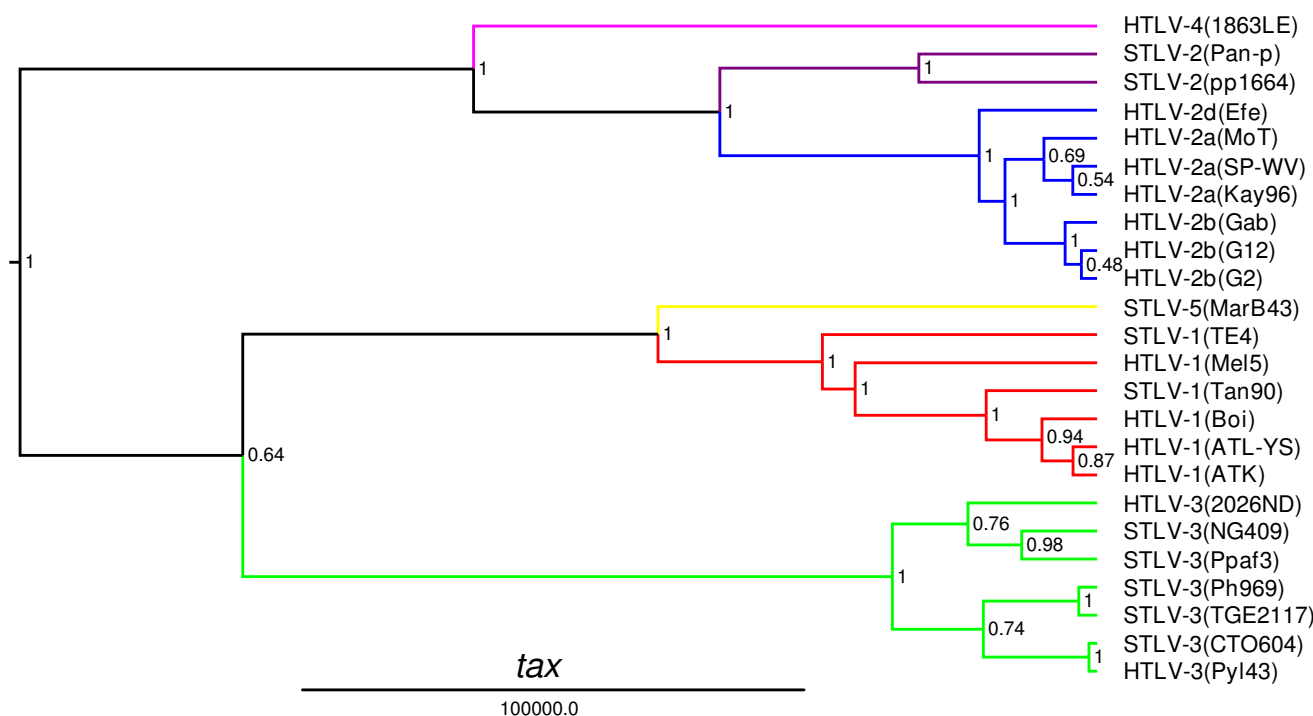 HTLV-4(1863LE)
STLV-2(Pan-p)
1
1
STLV-2(pp1664)
HTLV-2d(Efe)
1
HTLV-2a(MoT)
0.69
1
HTLV-2a(SP-WV)
0.54
HTLV-2a(Kay96)
1
HTLV-2b(Gab)
1
HTLV-2b(G12)
0.48
1
HTLV-2b(G2)
STLV-5(MarB43)
1
STLV-1(TE4)
1
HTLV-1(Mel5)
1
STLV-1(Tan90)
1
HTLV-1(Boi)
0.94
HTLV-1(ATL-YS)
0.64
0.87
HTLV-1(ATK)
HTLV-3(2026ND)
0.76
STLV-3(NG409)
0.98
STLV-3(Ppaf3)
1
STLV-3(Ph969)
1
STLV-3(TGE2117)
0.74
STLV-3(CTO604)
1
HTLV-3(Pyl43)
tax
100000.0